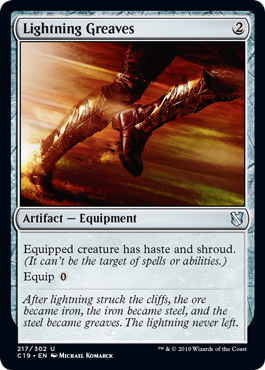 Lightning Greaves 2
Artifact — Equipment
Equipped creature has haste and shroud.
(It can't be the target of spells or abilities.)
Equip 0
After lightning struck the cliffs, the ore
became iron, the iron became steel, and the
steel became greaves. The lightning never left.
217/302 U
C19 • EN Michael Komarck
™ & © 2019 Wizards of the Coast